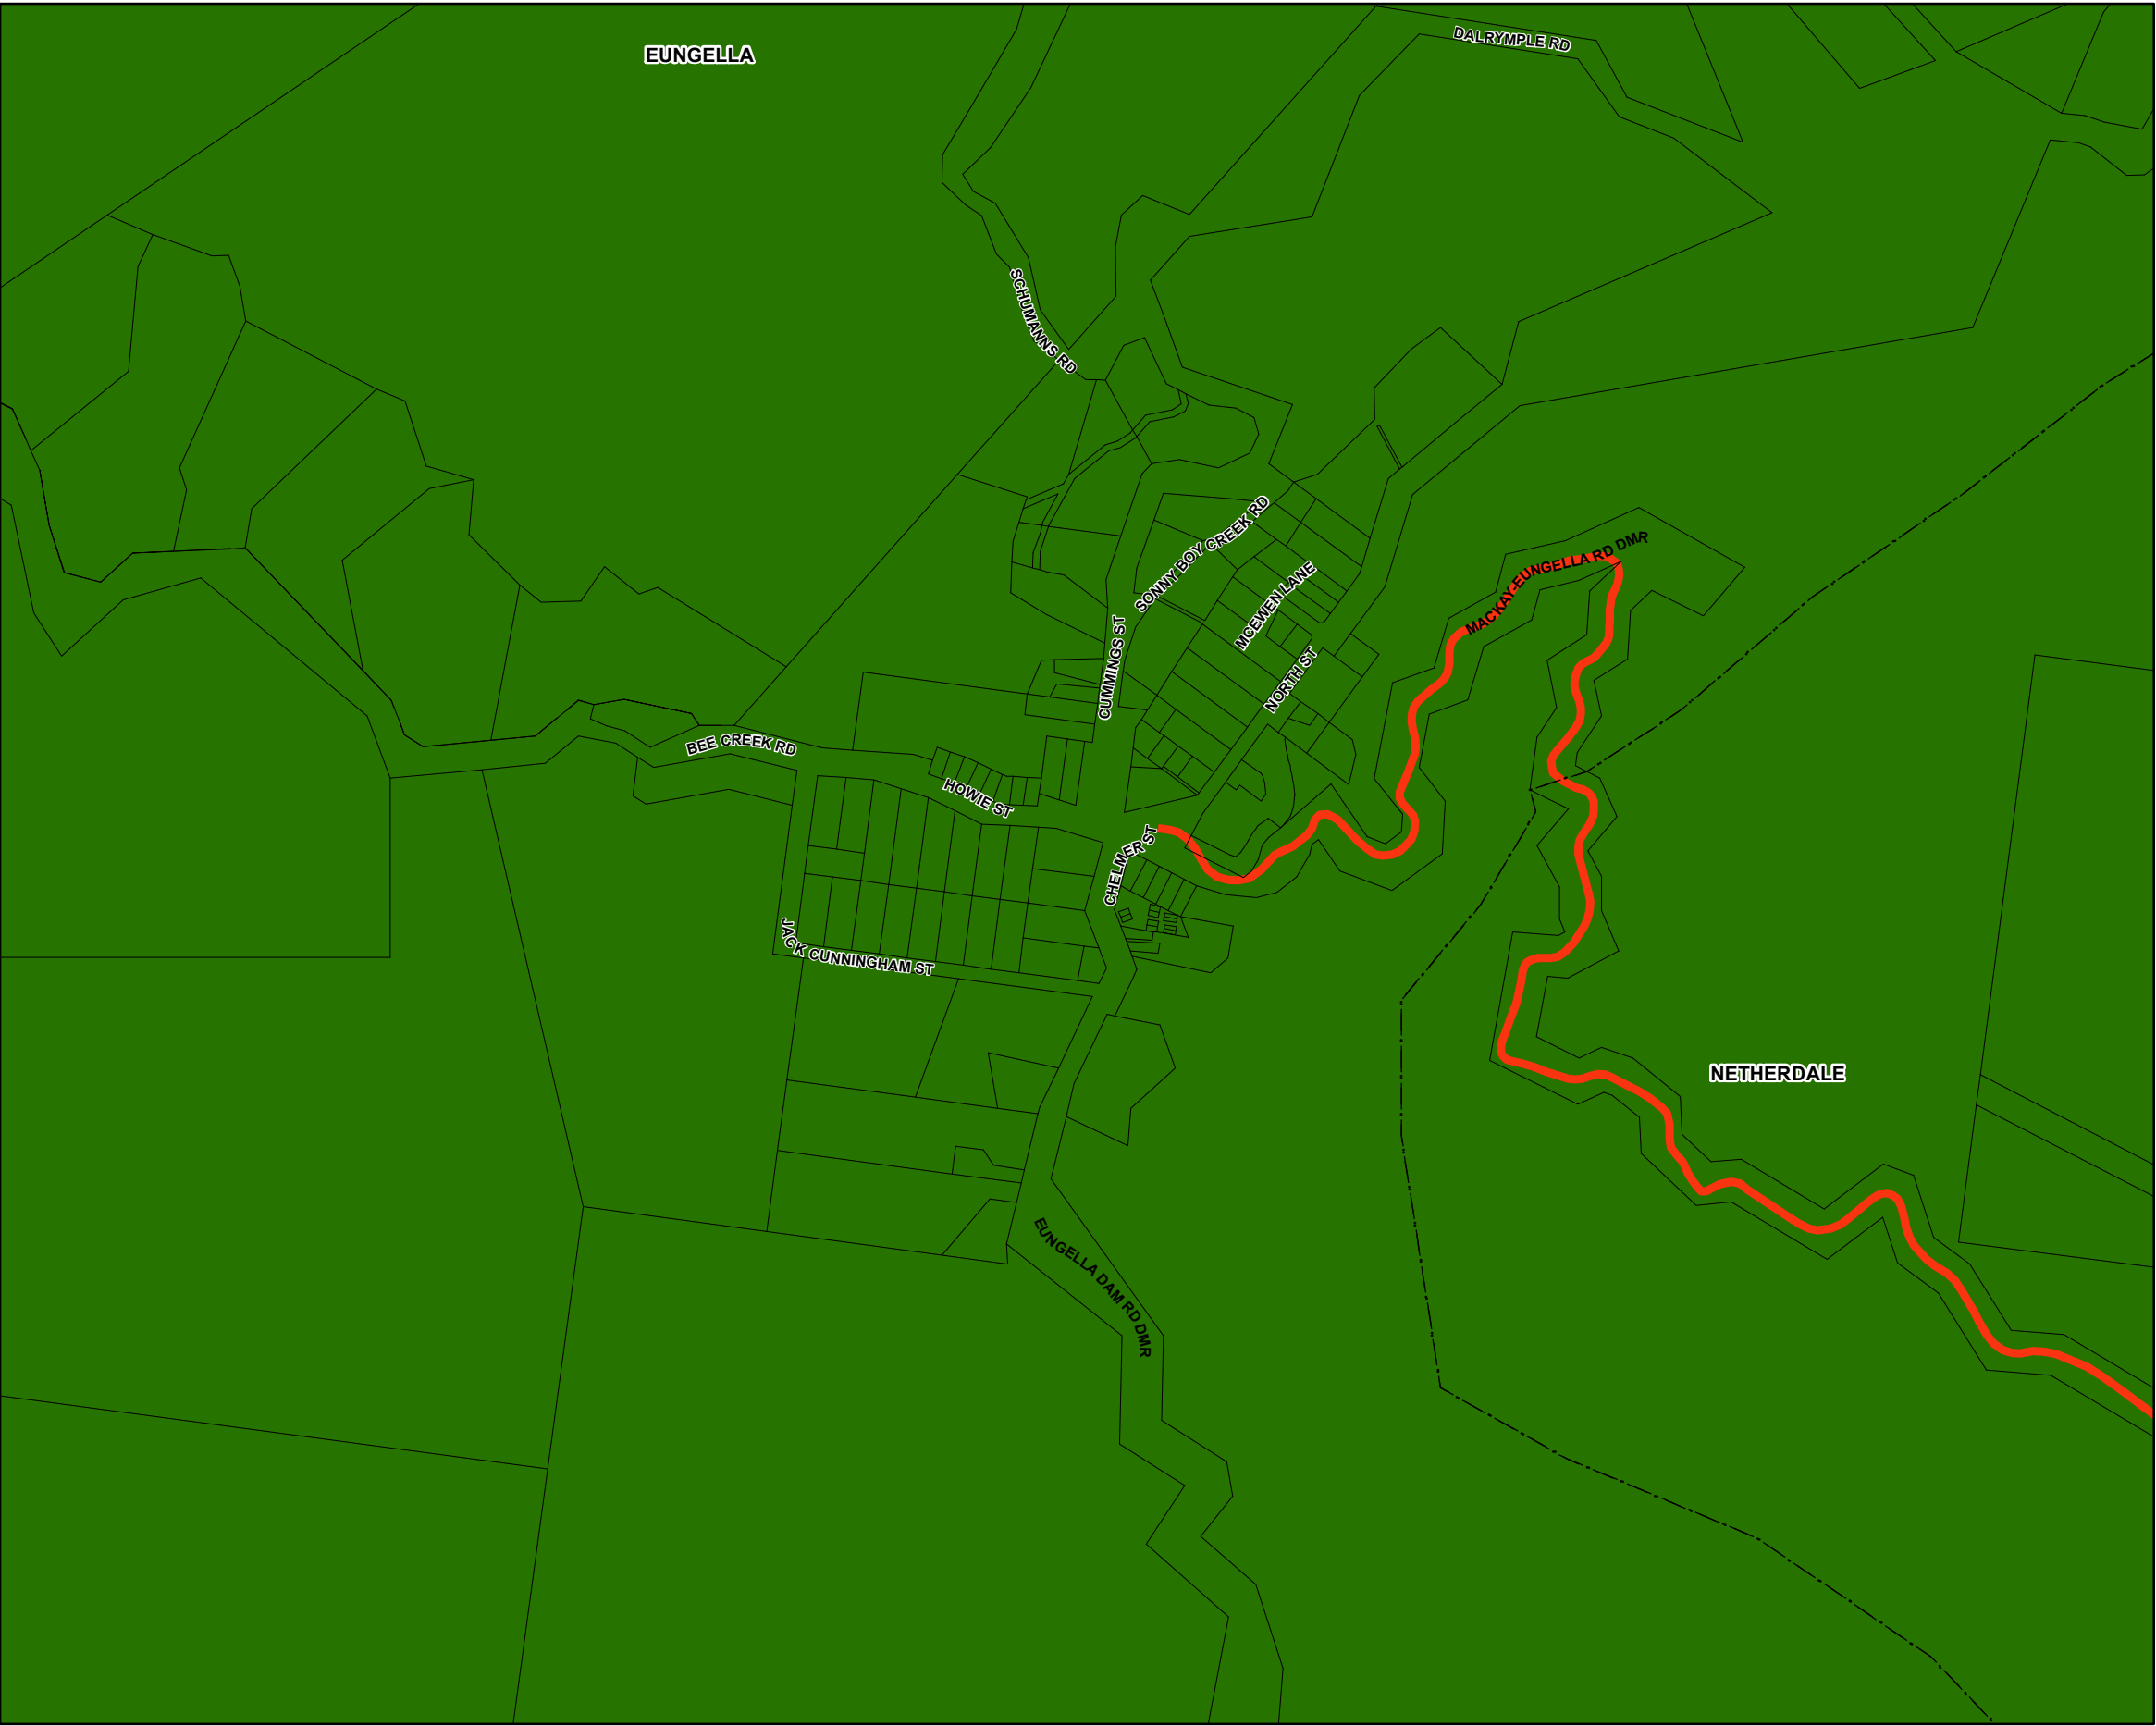 DALRYMPLE RD
EUNGELLA
SCHUMANNS RD
SONNY BOY CREEK RD
MACKAY-EUNGELLA RD DMR
MCEWEN LANE
CUMMINGS ST
NORTH ST
BEE CREEK RD
HOWIE ST
CHELMER ST
JACK CUNNINGHAM ST
NETHERDALE
EUNGELLA DAM RD DMR